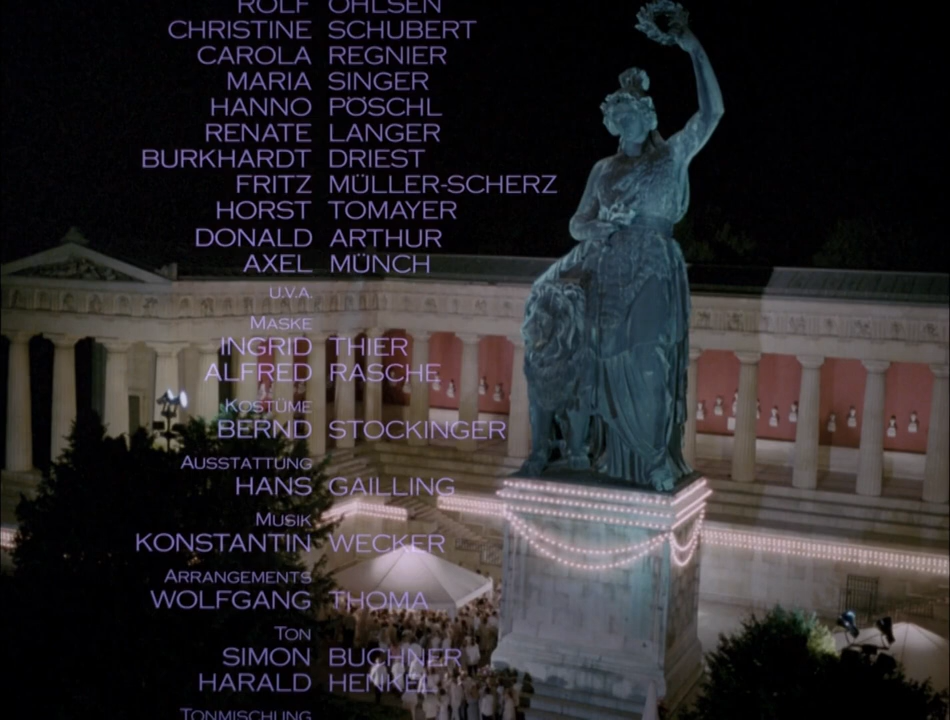 ROLF OHLSEN
CHRISTINE SCHUBERT
CAROLA REGNIER
MARIA SINGER
HANNO PÖSCHL
RENATE LANGER
BURKHARDT DRIEST
FRITZ MÜLLER-SCHERZ
HORST TOMAYER
DONALD ARTHUR
AXEL MÜNCH
U.V.A.
MASKE
INGRID THIER
ALFRED RASCHE
KOSTÜME
BERND STOCKINGER
AUSSTATTUNG
HANS GAILLING
MUSIK
KONSTANTIN WECKER
ARRANGEMENTS
WOLFGANG THOMA
TON
SIMON BUCHNER
HARALD HENKEL
TONMISCHUNG